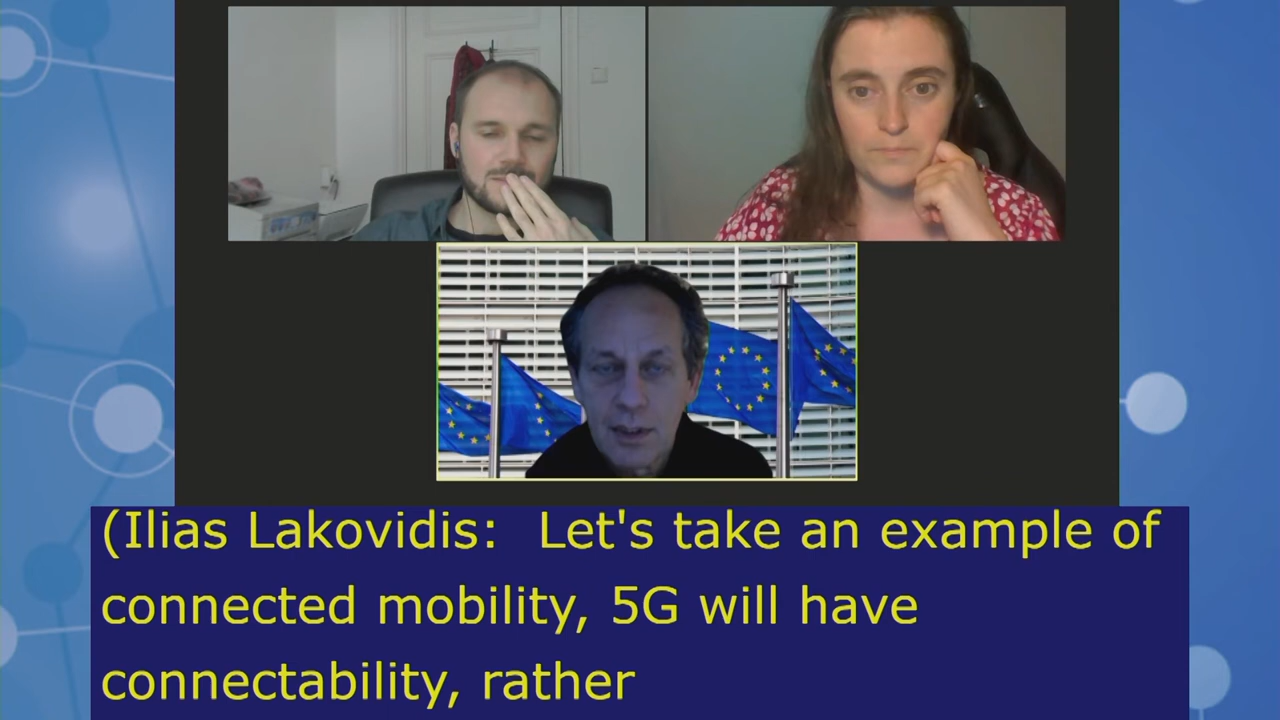 (Ilias Lakovidis:  Let's take an example of
connected mobility, 5G will have
connectability, rather